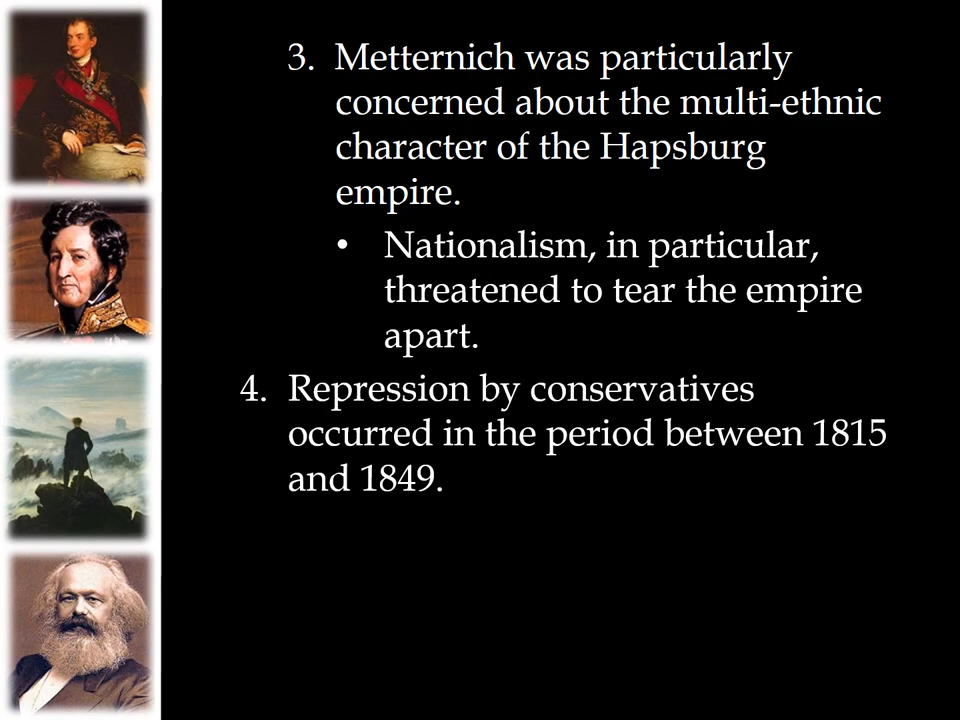 3. Metternich was particularly
concerned about the multi-ethnic
character of the Hapsburg
empire.
• Nationalism, in particular,
threatened to tear the empire
apart.
4. Repression by conservatives
occurred in the period between 1815
and 1849.